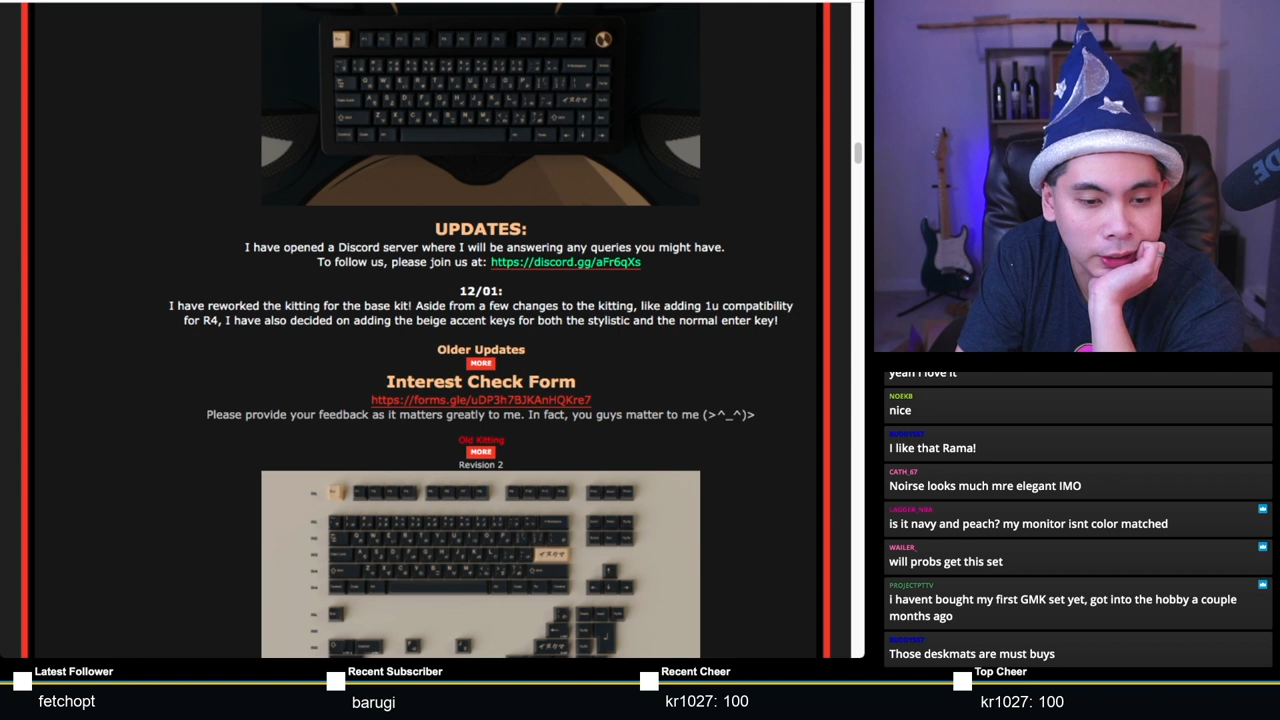 UPDATES:
I have opened a Discord server where I will be answering any queries you might have.
To follow us, please join us at: https://discord.gg/aFr6qXs
12/01:
I have reworked the kitting for the base kit! Aside from a few changes to the kitting, like adding 1u compatibility
for R4, I have also decided on adding the beige accent keys for both the stylistic and the normal enter key!
Older Updates
MORE
Interest Check Form
https://forms.gle/uDP3h7BJKAnHQKre7
Please provide your feedback as it matters greatly to me. In fact, you guys matter to me (>^_^)>
Old Kitting
MORE
Revision 2
yeah I love it
NOEKB
nice
I like that Rama!
CATH_67
Noirse looks much mre elegant IMO
is it navy and peach? my monitor isnt color matched
WAILER_
will probs get this set
PROJECTPTTV
i havent bought my first GMK set yet, got into the hobby a couple
months ago
Those deskmats are must buys
Latest Follower
fetchopt
Recent Subscriber
barugi
Recent Cheer
kr1027: 100
Top Cheer
kr1027: 100